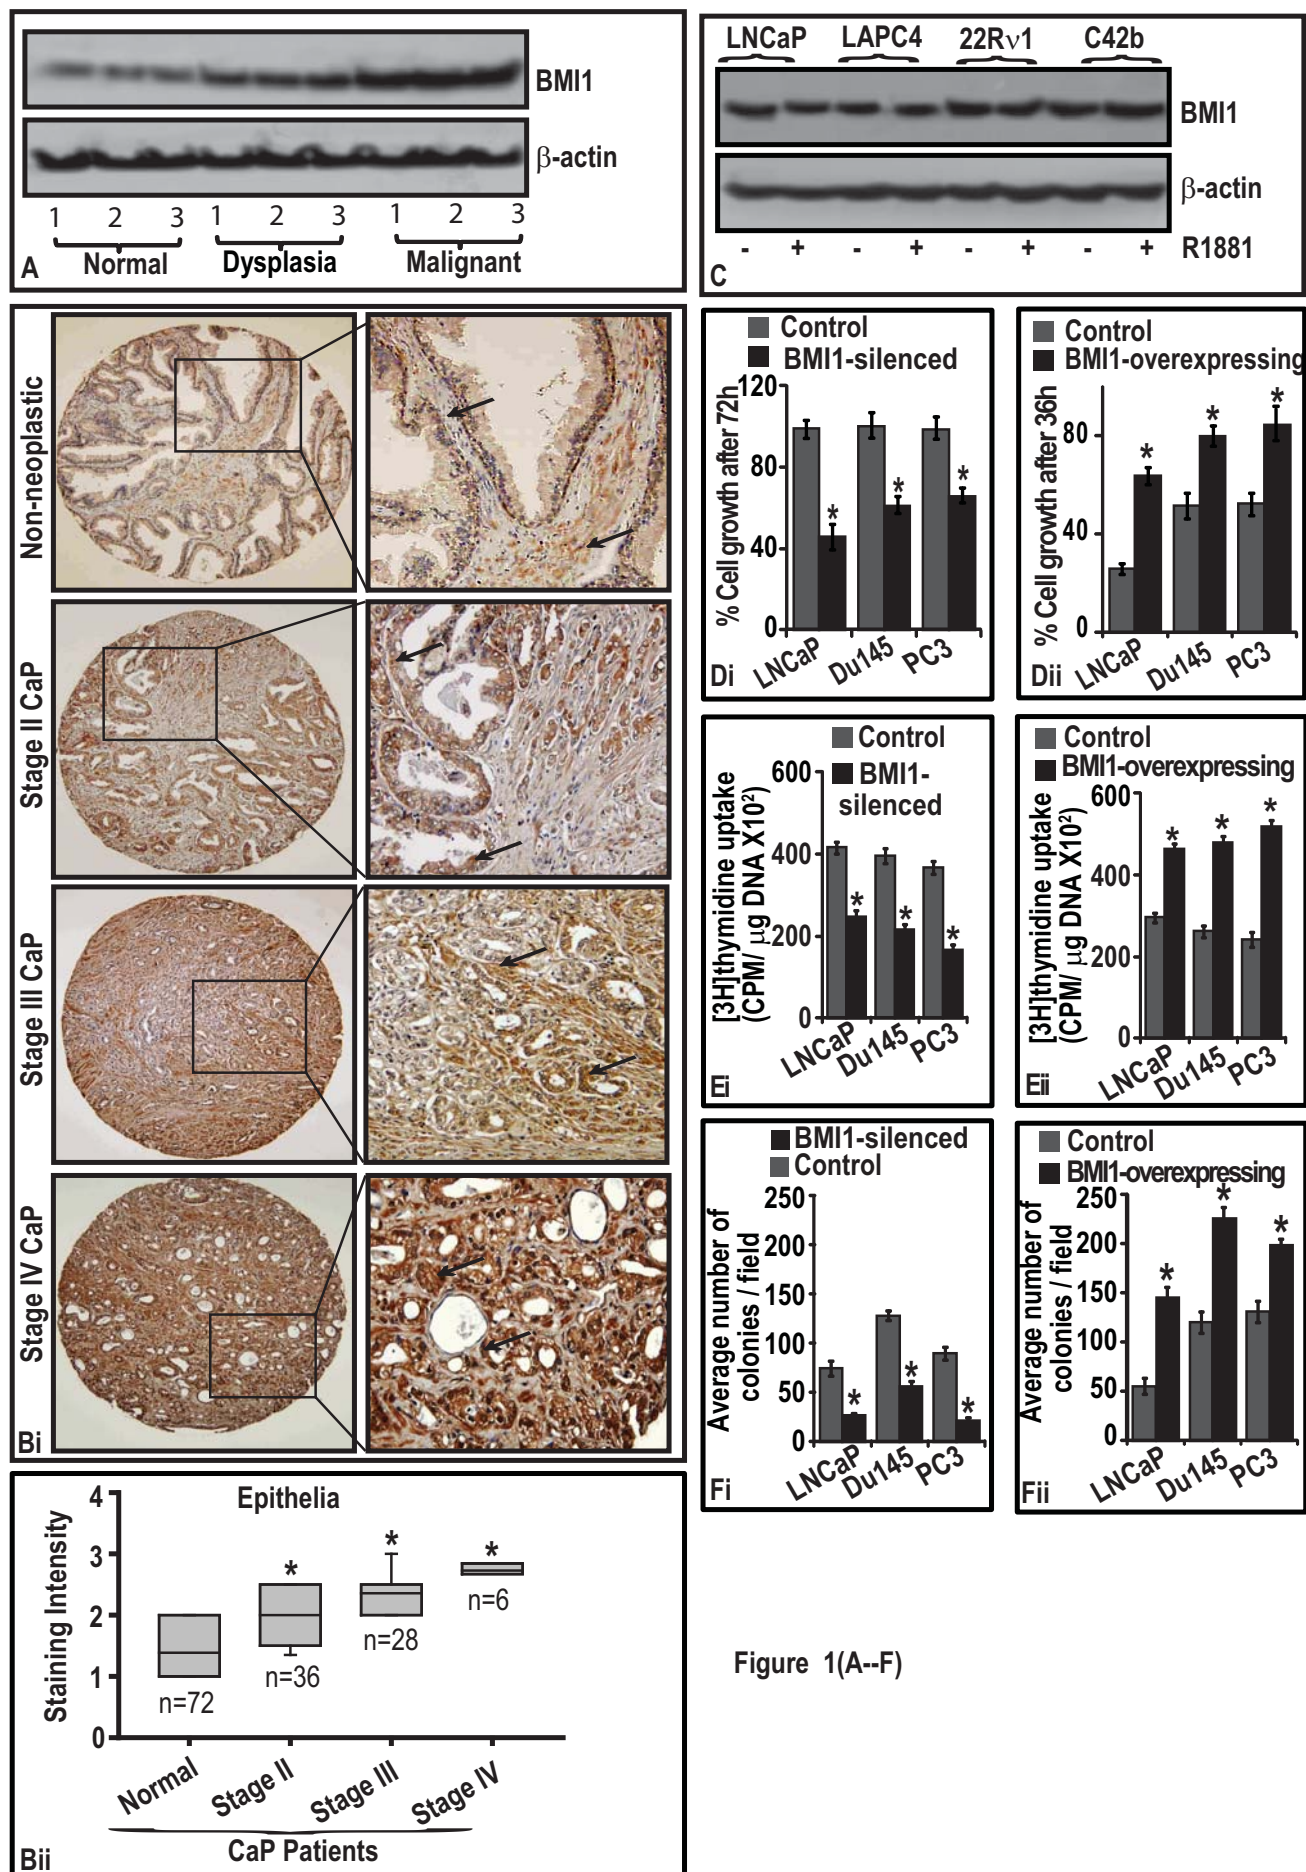 BMI1
β-actin
1 2 3 1 2 3 1 2 3
Normal Dysplasia Malignant
A
LNCaP LAPC4 22Rν1 C42b
BMI1
β-actin
- + - + - + - + R1881
C
Non-neoplastic
Stage II CaP
Stage III CaP
Stage IV CaP
Bi
Control
BMI1-silenced
% Cell growth after 72h
120
80
40
0
LNCaP Du145 PC3
* * *
Di
Control
BMI1-overexpressing
% Cell growth after 36h
80
40
0
LNCaP Du145 PC3
* * *
Dii
Control
BMI1-
silenced
[3H]thymidine uptake
(CPM/ μg DNA X10²)
600
400
200
0
LNCaP Du145 PC3
* * *
Ei
Control
BMI1-overexpressing
[3H]thymidine uptake
(CPM/ μg DNA X10²)
600
400
200
0
LNCaP Du145 PC3
* * *
Eii
BMI1-silenced
Control
Average number of
colonies / field
250
200
150
100
50
0
LNCaP Du145 PC3
* * *
Fi
Control
BMI1-overexpressing
Average number of
colonies / field
250
200
150
100
50
0
LNCaP Du145 PC3
* * *
Fii
Epithelia
Staining Intensity
4
3
2
1
0
* * *
n=72 n=36 n=28 n=6
Normal Stage II Stage III Stage IV
CaP Patients
Bii
Figure 1(A--F)